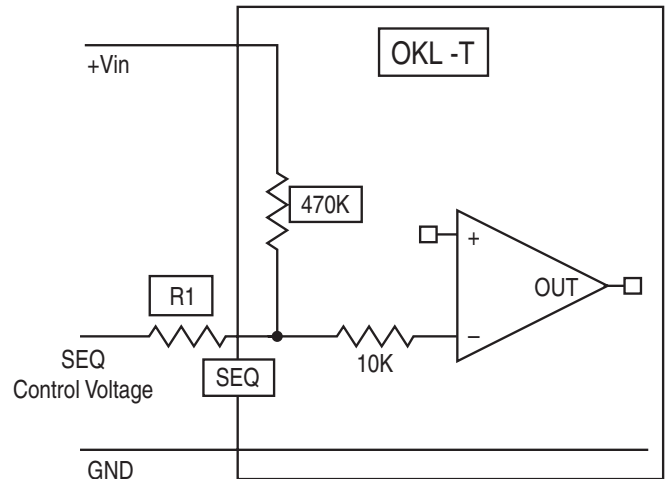 +Vin
OKL -T
470K
+
R1
OUT
SEQ
Control Voltage
SEQ
10K
−
GND